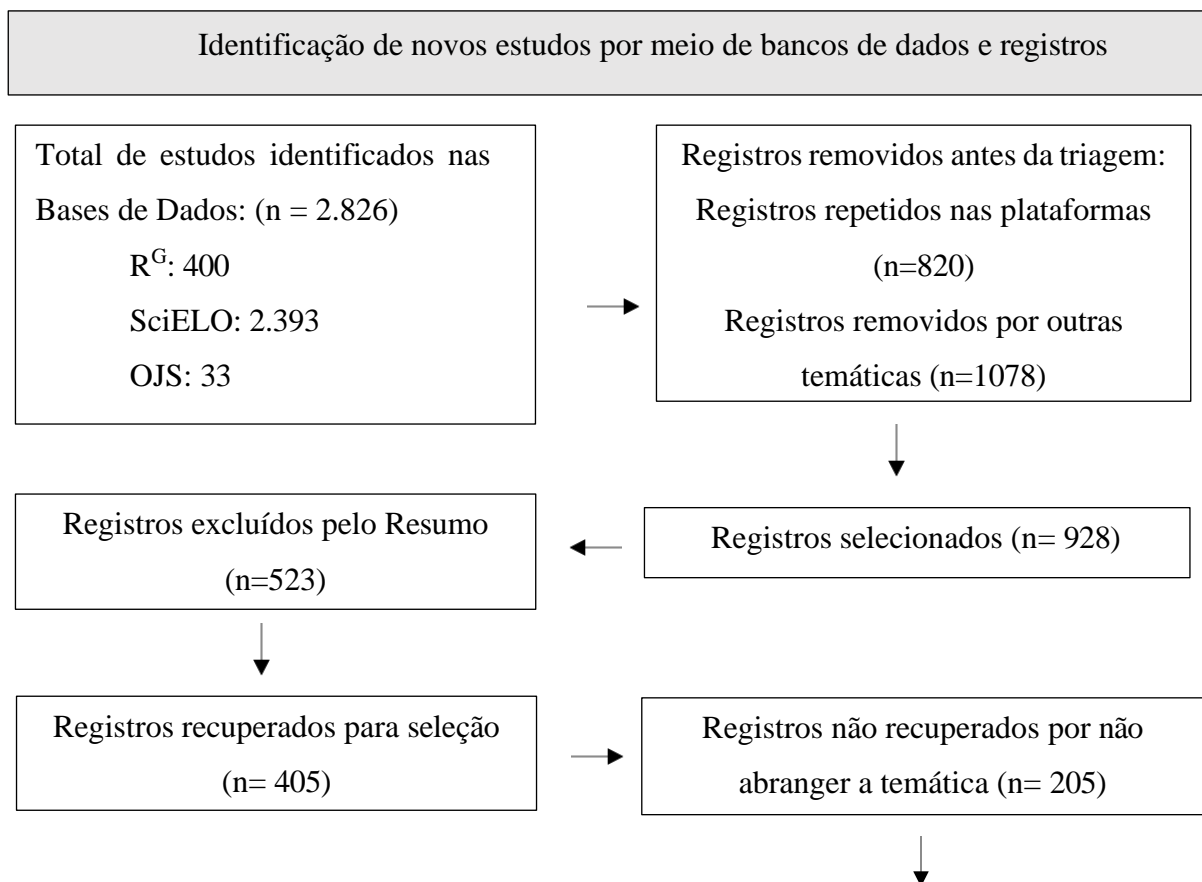 Identificação de novos estudos por meio de bancos de dados e registros
Total de estudos identificados nas
Bases de Dados: (n = 2.826)
R^G: 400
SciELO: 2.393
OJS: 33
Registros removidos antes da triagem:
Registros repetidos nas plataformas
(n=820)
Registros removidos por outras
temáticas (n=1078)
Registros excluídos pelo Resumo
(n=523)
Registros selecionados (n= 928)
Registros recuperados para seleção
(n= 405)
Registros não recuperados por não
abranger a temática (n= 205)